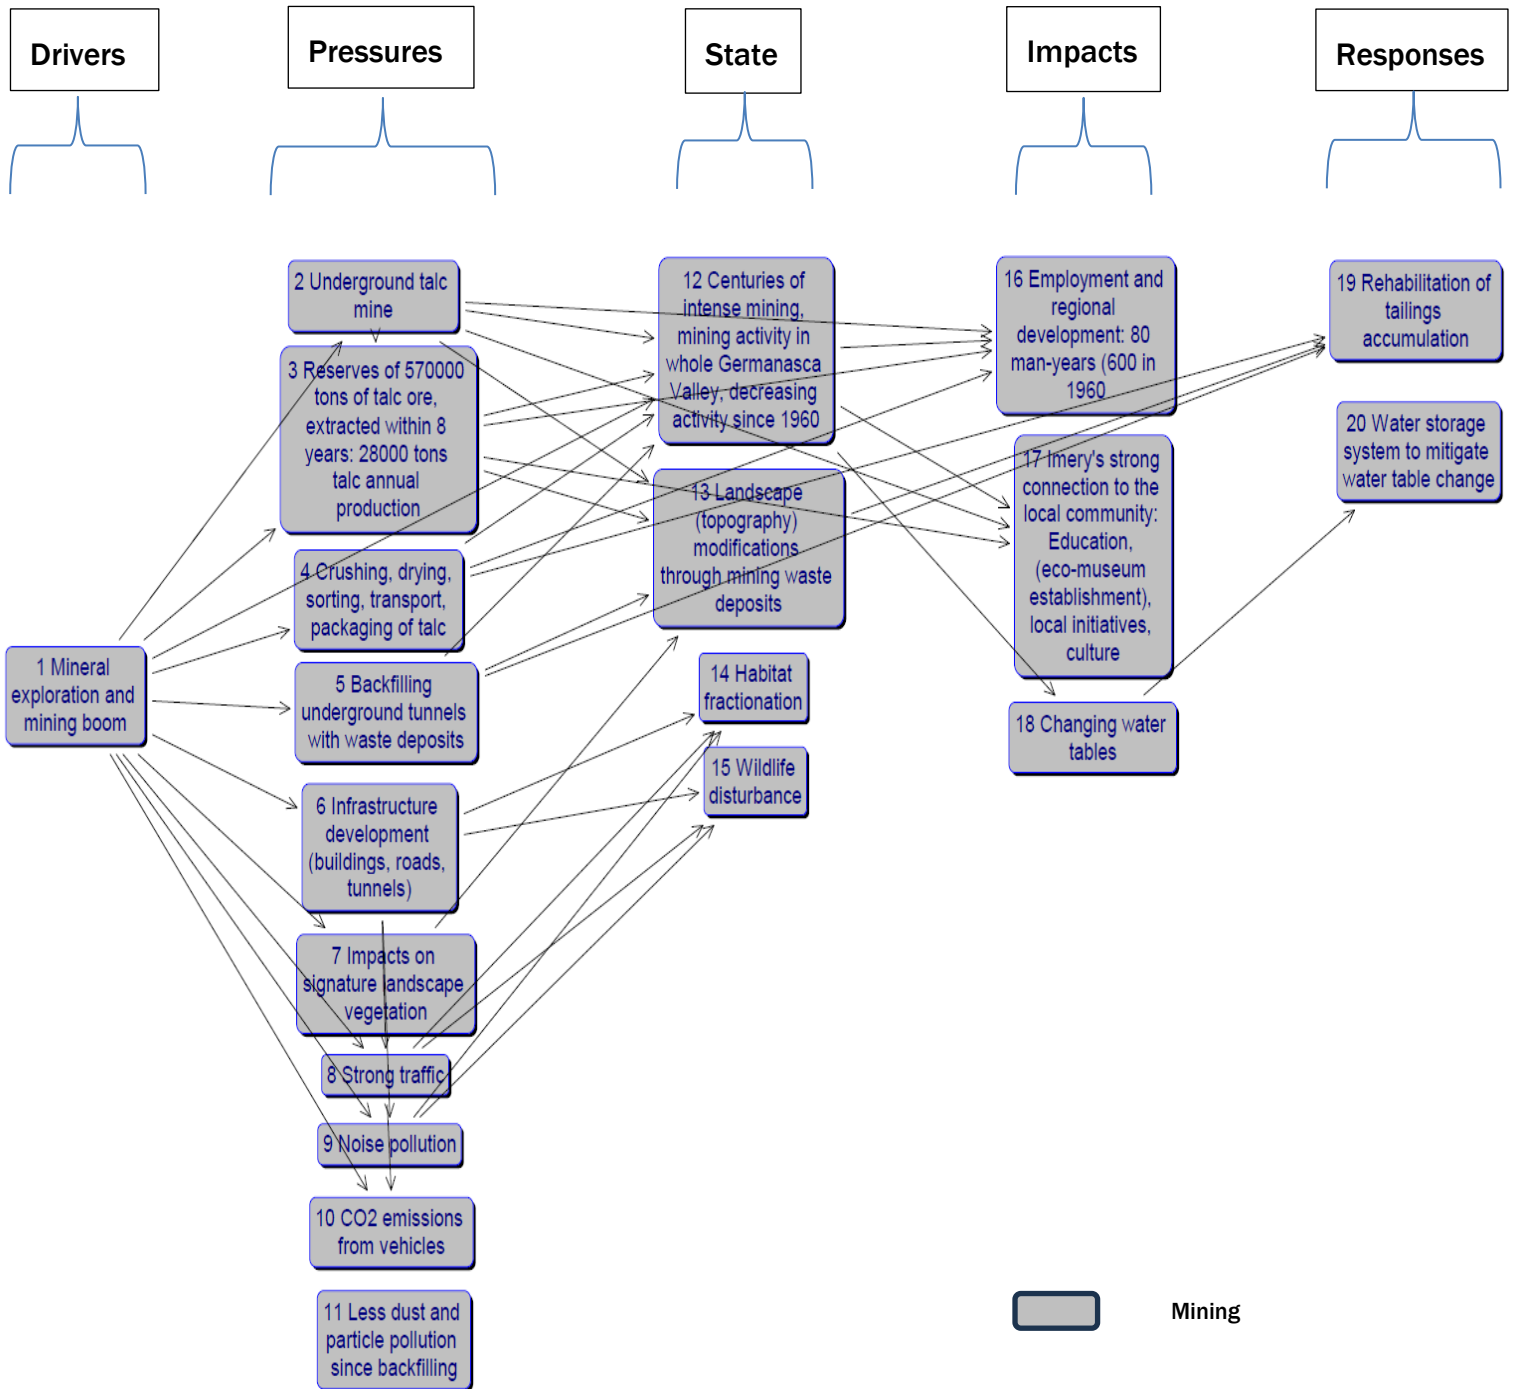 Drivers
Pressures
State
Impacts
Responses
1 Mineral
exploration and
mining boom
2 Underground talc
mine
3 Reserves of 570000
tons of talc ore,
extracted within 8
years: 28000 tons
talc annual
production
4 Crushing, drying,
sorting, transport,
packaging of talc
5 Backfilling
underground tunnels
with waste deposits
6 Infrastructure
development
(buildings, roads,
tunnels)
7 Impacts on
signature landscape
vegetation
8 Strong traffic
9 Noise pollution
10 CO2 emissions
from vehicles
11 Less dust and
particle pollution
since backfilling
12 Centuries of
intense mining,
mining activity in
whole Germanasca
Valley, decreasing
activity since 1960
13 Landscape
(topography)
modifications
through mining waste
deposits
14 Habitat
fractionation
15 Wildlife
disturbance
16 Employment and
regional
development: 80
man-years (600 in
1960
17 Imery's strong
connection to the
local community:
Education,
(eco-museum
establishment),
local initiatives,
culture
18 Changing water
tables
19 Rehabilitation of
tailings
accumulation
20 Water storage
system to mitigate
water table change
Mining